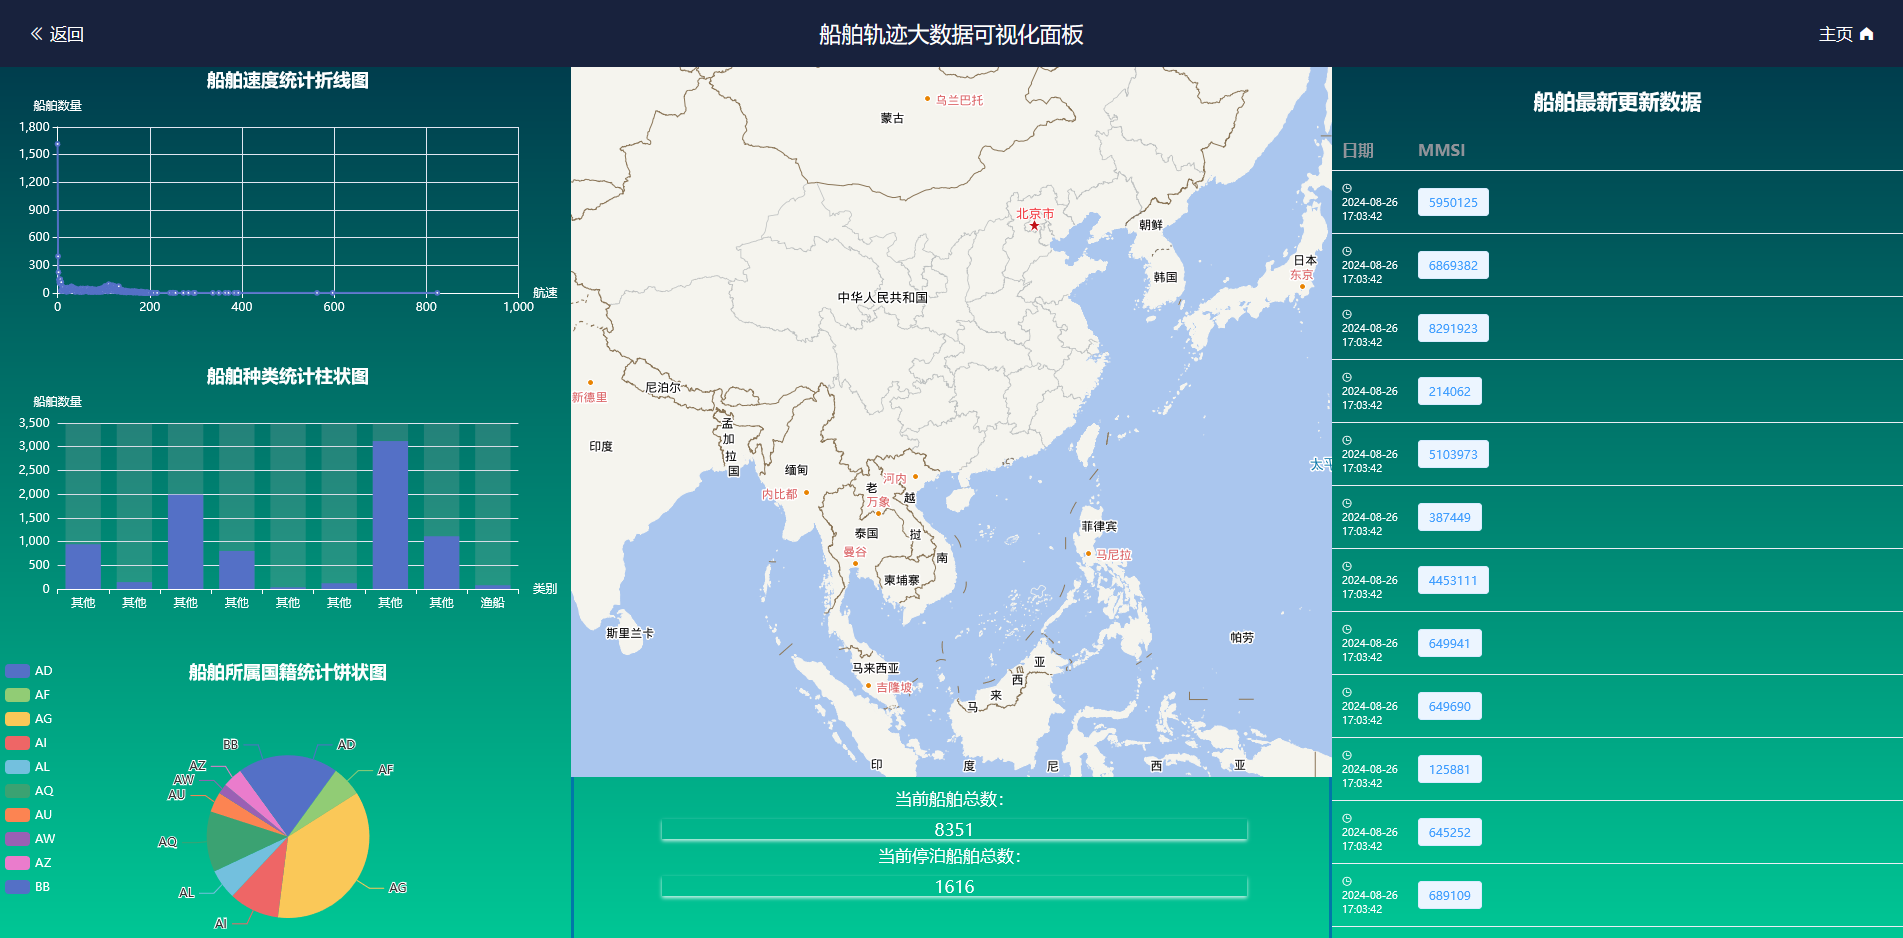 返回
船舶轨迹大数据可视化面板
主页
船舶速度统计折线图
船舶数量
1,800
1,500
1,200
900
600
300
0
0 200 400 600 800 1,000
航速
船舶种类统计柱状图
船舶数量
3,500
3,000
2,500
2,000
1,500
1,000
500
0
其他 其他 其他 其他 其他 其他 其他 其他 渔船
类别
船舶所属国籍统计饼状图
AD
AF
AG
AI
AL
AQ
AU
AW
AZ
BB
BB
AD
AZ
AF
AW
AU
AQ
AG
AL
AI
乌兰巴托
蒙古
北京市
朝鲜
日本
东京
韩国
中华人民共和国
尼泊尔
新德里
孟
加
拉
国
印度
缅甸
内比都
河内
老
万象
越
泰国
挝
曼谷
南
柬埔寨
菲律宾
马尼拉
太平
斯里兰卡
帕劳
马来西亚
吉隆坡
亚
西
来
马
印 度 尼 西 亚
当前船舶总数:
8351
当前停泊船舶总数:
1616
船舶最新更新数据
日期 MMSI
2024-08-26
17:03:42
5950125
2024-08-26
17:03:42
6869382
2024-08-26
17:03:42
8291923
2024-08-26
17:03:42
214062
2024-08-26
17:03:42
5103973
2024-08-26
17:03:42
387449
2024-08-26
17:03:42
4453111
2024-08-26
17:03:42
649941
2024-08-26
17:03:42
649690
2024-08-26
17:03:42
125881
2024-08-26
17:03:42
645252
2024-08-26
17:03:42
689109